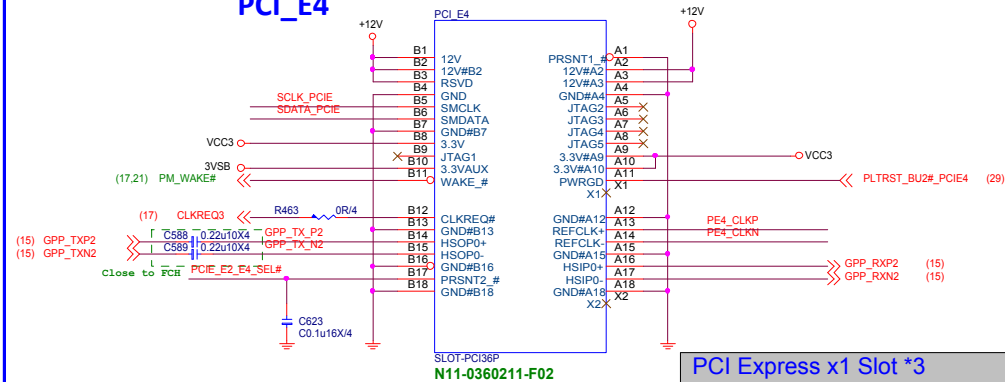 PCI_E4
+12V
PCI_E4
+12V
B1 12V
B2 12V#B2
B3 RSVD
B4 GND
SCLK_PCIE B5 SMCLK
SDATA_PCIE B6 SMDATA
B7 GND#B7
VCC3 B8 3.3V
B9 JTAG1
3VSB B10 3.3VAUX
(17,21) PM_WAKE# B11 WAKE_#
(17) CLKREQ3 R463 0R/4 B12 CLKREQ#
B13 GND#B13
(15) GPP_TXP2 C588 0.22u10X4 GPP_TX_P2 B14 HSOP0+
(15) GPP_TXN2 C589 0.22u10X4 GPP_TX_N2 B15 HSOP0-
Close to FCH
B16 GND#B16
PCIE_E2_E4_SEL# B17 PRSNT2_#
B18 GND#B18
C623
C0.1u16X/4
PRSNT1_# A1
12V#A2 A2
12V#A3 A3
GND#A4 A4
JTAG2 A5
JTAG3 A6
JTAG4 A7
JTAG5 A8
3.3V#A9 A9 VCC3
3.3V#A10 A10
PWRGD A11 PLTRST_BU2#_PCIE4 (29)
X1 X1
GND#A12 A12
REFCLK+ A13 PE4_CLKP
REFCLK- A14 PE4_CLKN
GND#A15 A15
HSIP0+ A16 GPP_RXP2 (15)
HSIP0- A17 GPP_RXN2 (15)
GND#A18 A18
X2 X2
SLOT-PCI36P
N11-0360211-F02
PCI Express x1 Slot *3